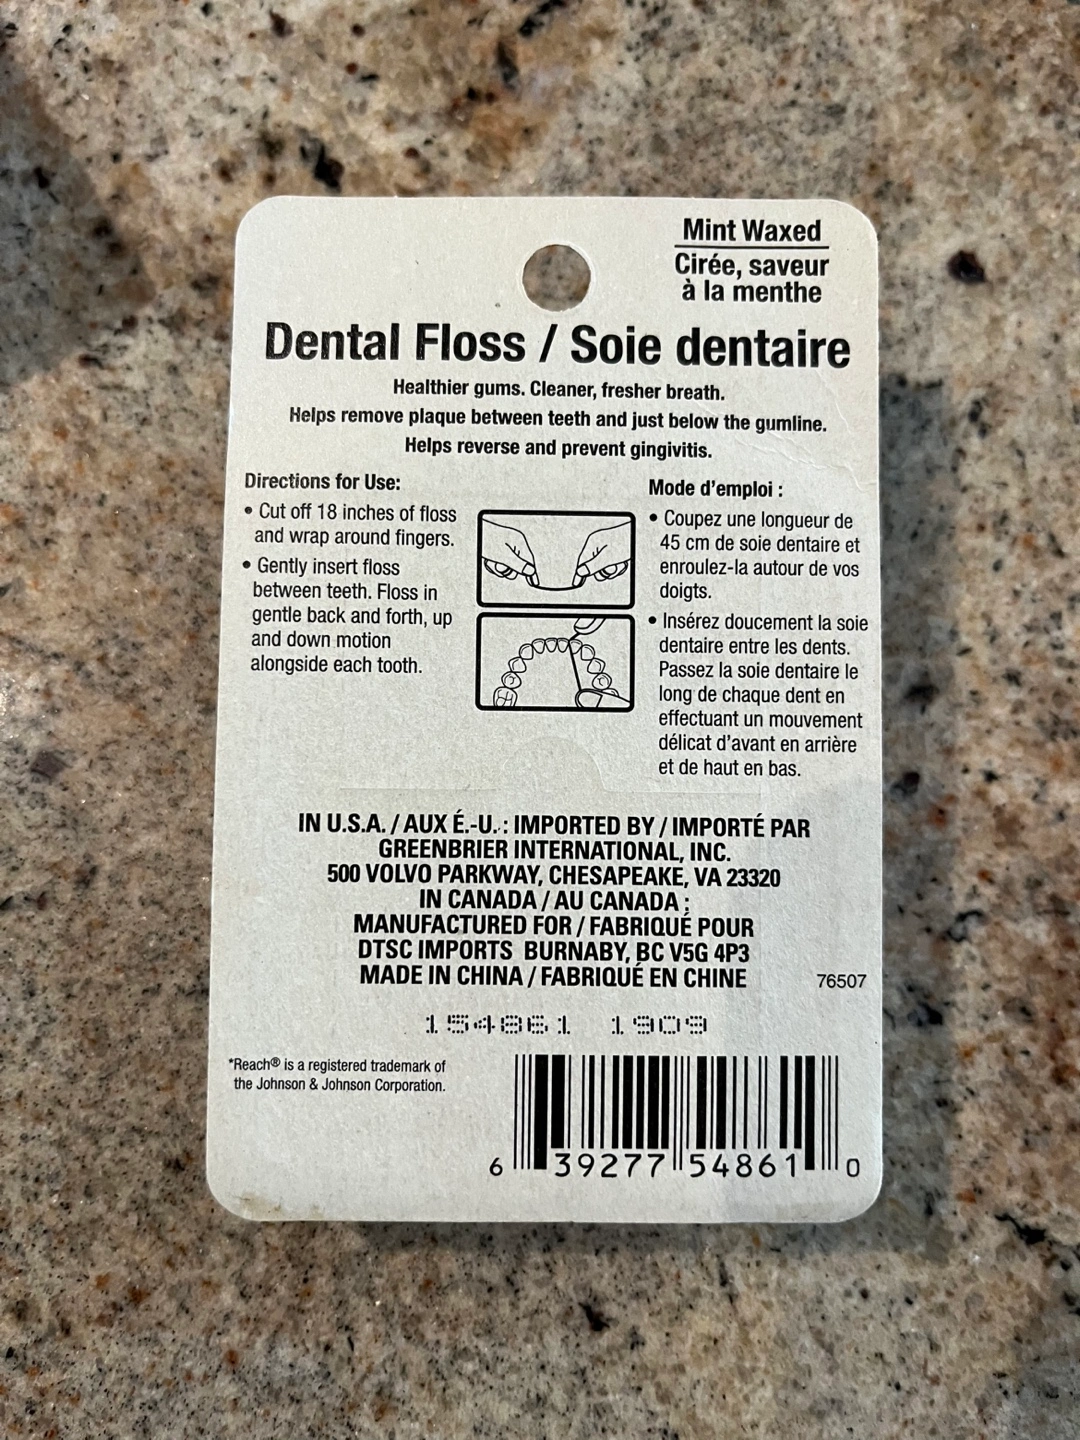 Mint Waxed
Cirée, saveur
à la menthe
Dental Floss / Soie dentaire
Healthier gums. Cleaner, fresher breath.
Helps remove plaque between teeth and just below the gumline.
Helps reverse and prevent gingivitis.
Directions for Use:
• Cut off 18 inches of floss
and wrap around fingers.
• Gently insert floss
between teeth. Floss in
gentle back and forth, up
and down motion
alongside each tooth.
Mode d'emploi :
• Coupez une longueur de
45 cm de soie dentaire et
enroulez-la autour de vos
doigts.
• Insérez doucement la soie
dentaire entre les dents.
Passez la soie dentaire le
long de chaque dent en
effectuant un mouvement
délicat d'avant en arrière
et de haut en bas.
IN U.S.A. / AUX É.-U. : IMPORTED BY / IMPORTÉ PAR
GREENBRIER INTERNATIONAL, INC.
500 VOLVO PARKWAY, CHESAPEAKE, VA 23320
IN CANADA / AU CANADA :
MANUFACTURED FOR / FABRIQUÉ POUR
DTSC IMPORTS BURNABY, BC V5G 4P3
MADE IN CHINA / FABRIQUÉ EN CHINE
76507
154861 1909
*Reach® is a registered trademark of
the Johnson & Johnson Corporation.
6 39277 54861 0